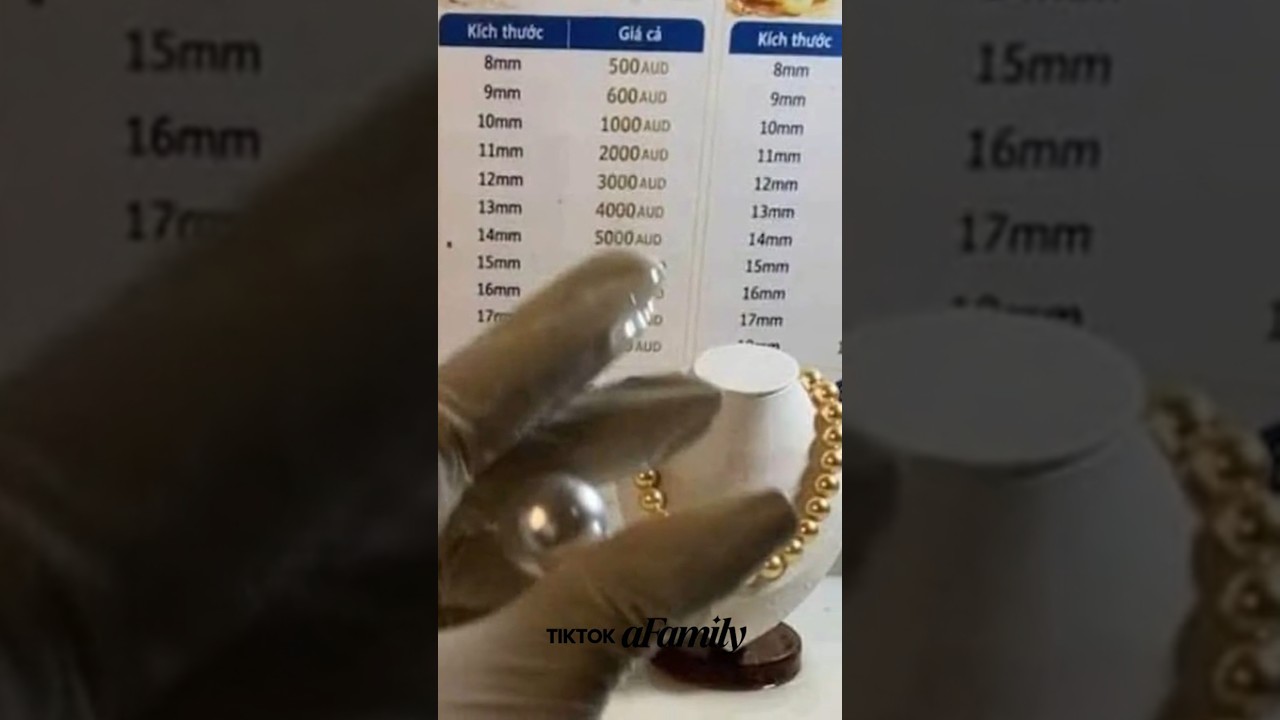 Kích thước Giá cả Kích thước
8mm 500AUD 8mm
9mm 600AUD 9mm
10mm 1000AUD 10mm
11mm 2000AUD 11mm
12mm 3000AUD 12mm
13mm 4000AUD 13mm
14mm 5000AUD 14mm
15mm 15mm
16mm 16mm
17mm
AUD
TIKTOK aFamily
15mm
16mm
15mm
16mm
17mm